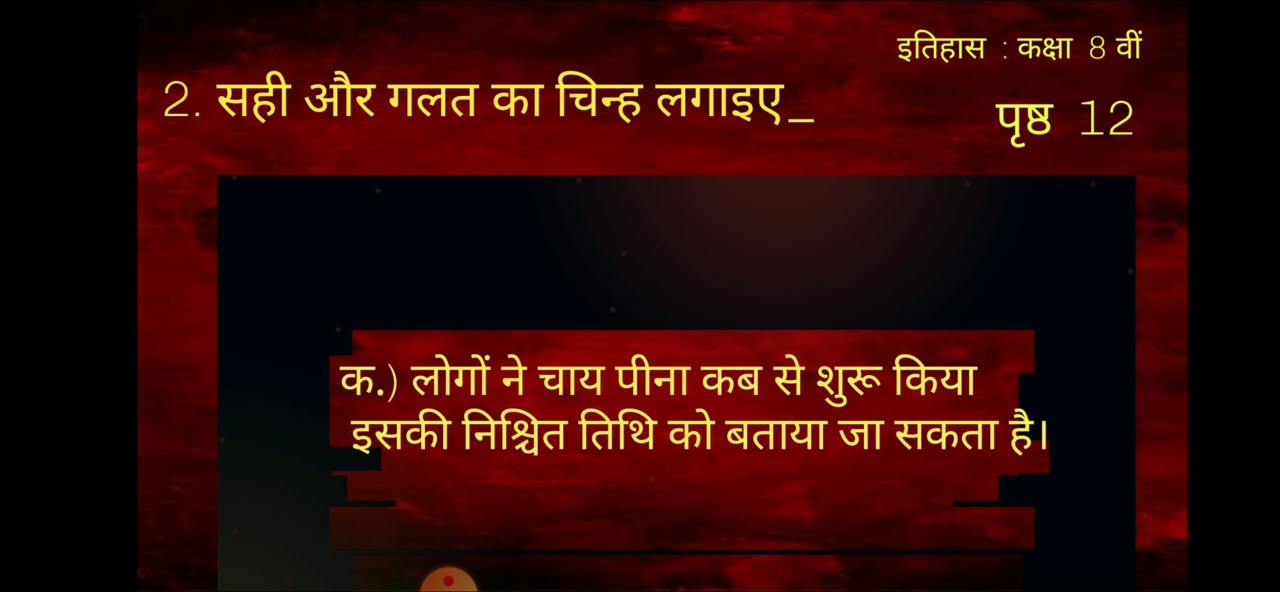 इतिहास : कक्षा 8 वीं
2. सही और गलत का चिन्ह लगाइए_
पृष्ठ 12
क.) लोगों ने चाय पीना कब से शुरू किया
इसकी निश्चित तिथि को बताया जा सकता है।